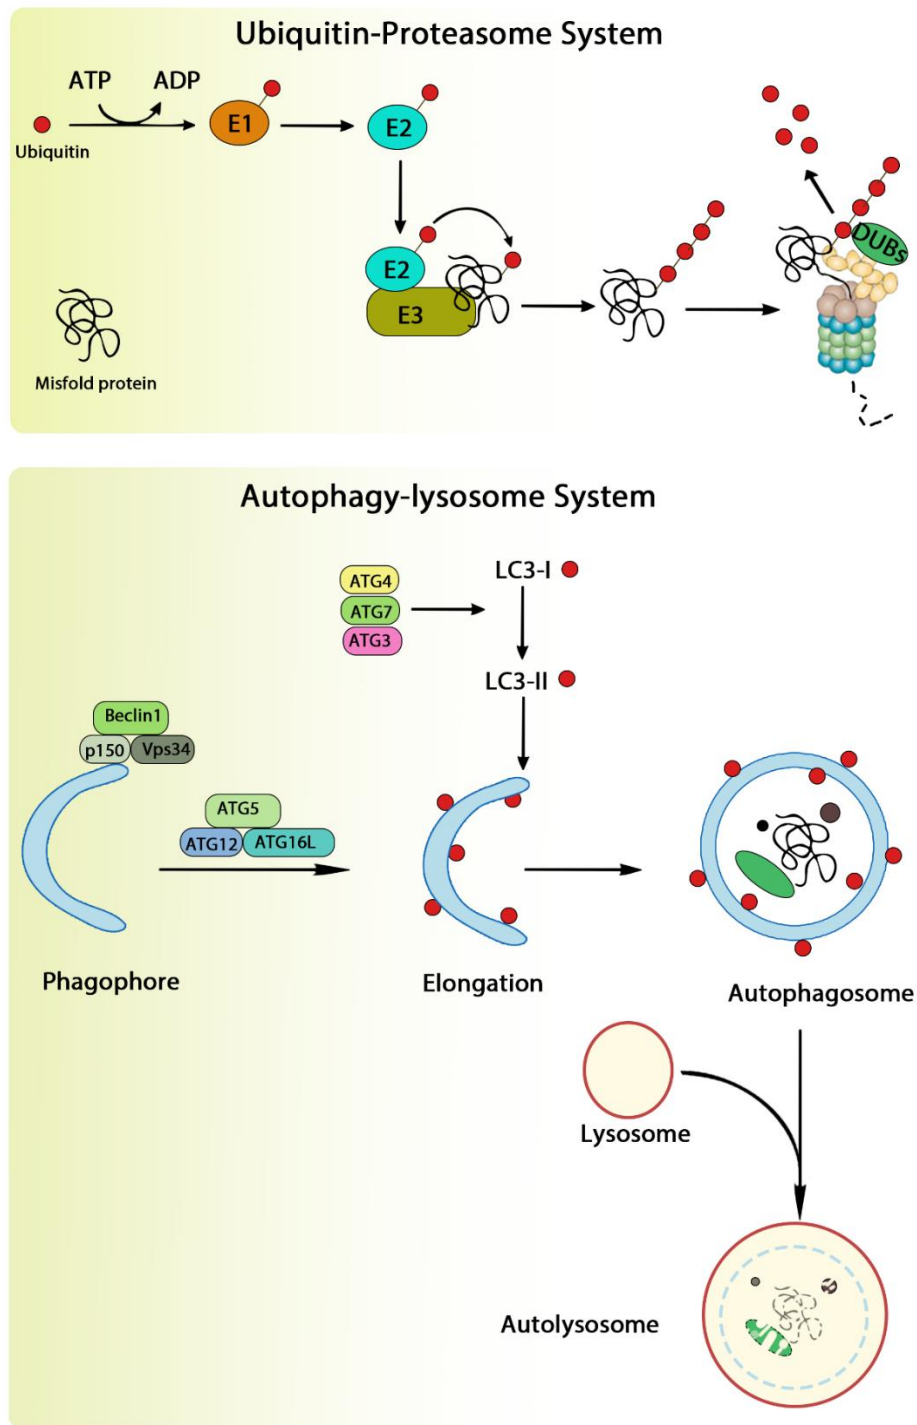 Ubiquitin-Proteasome System
ATP
ADP
E1
E2
Ubiquitin
E2
E3
DUBs
Misfold protein
Autophagy-lysosome System
ATG4
ATG7
ATG3
LC3-I
LC3-II
Beclin1
p150
Vps34
ATG5
ATG12
ATG16L
Phagophore
Elongation
Autophagosome
Lysosome
Autolysosome